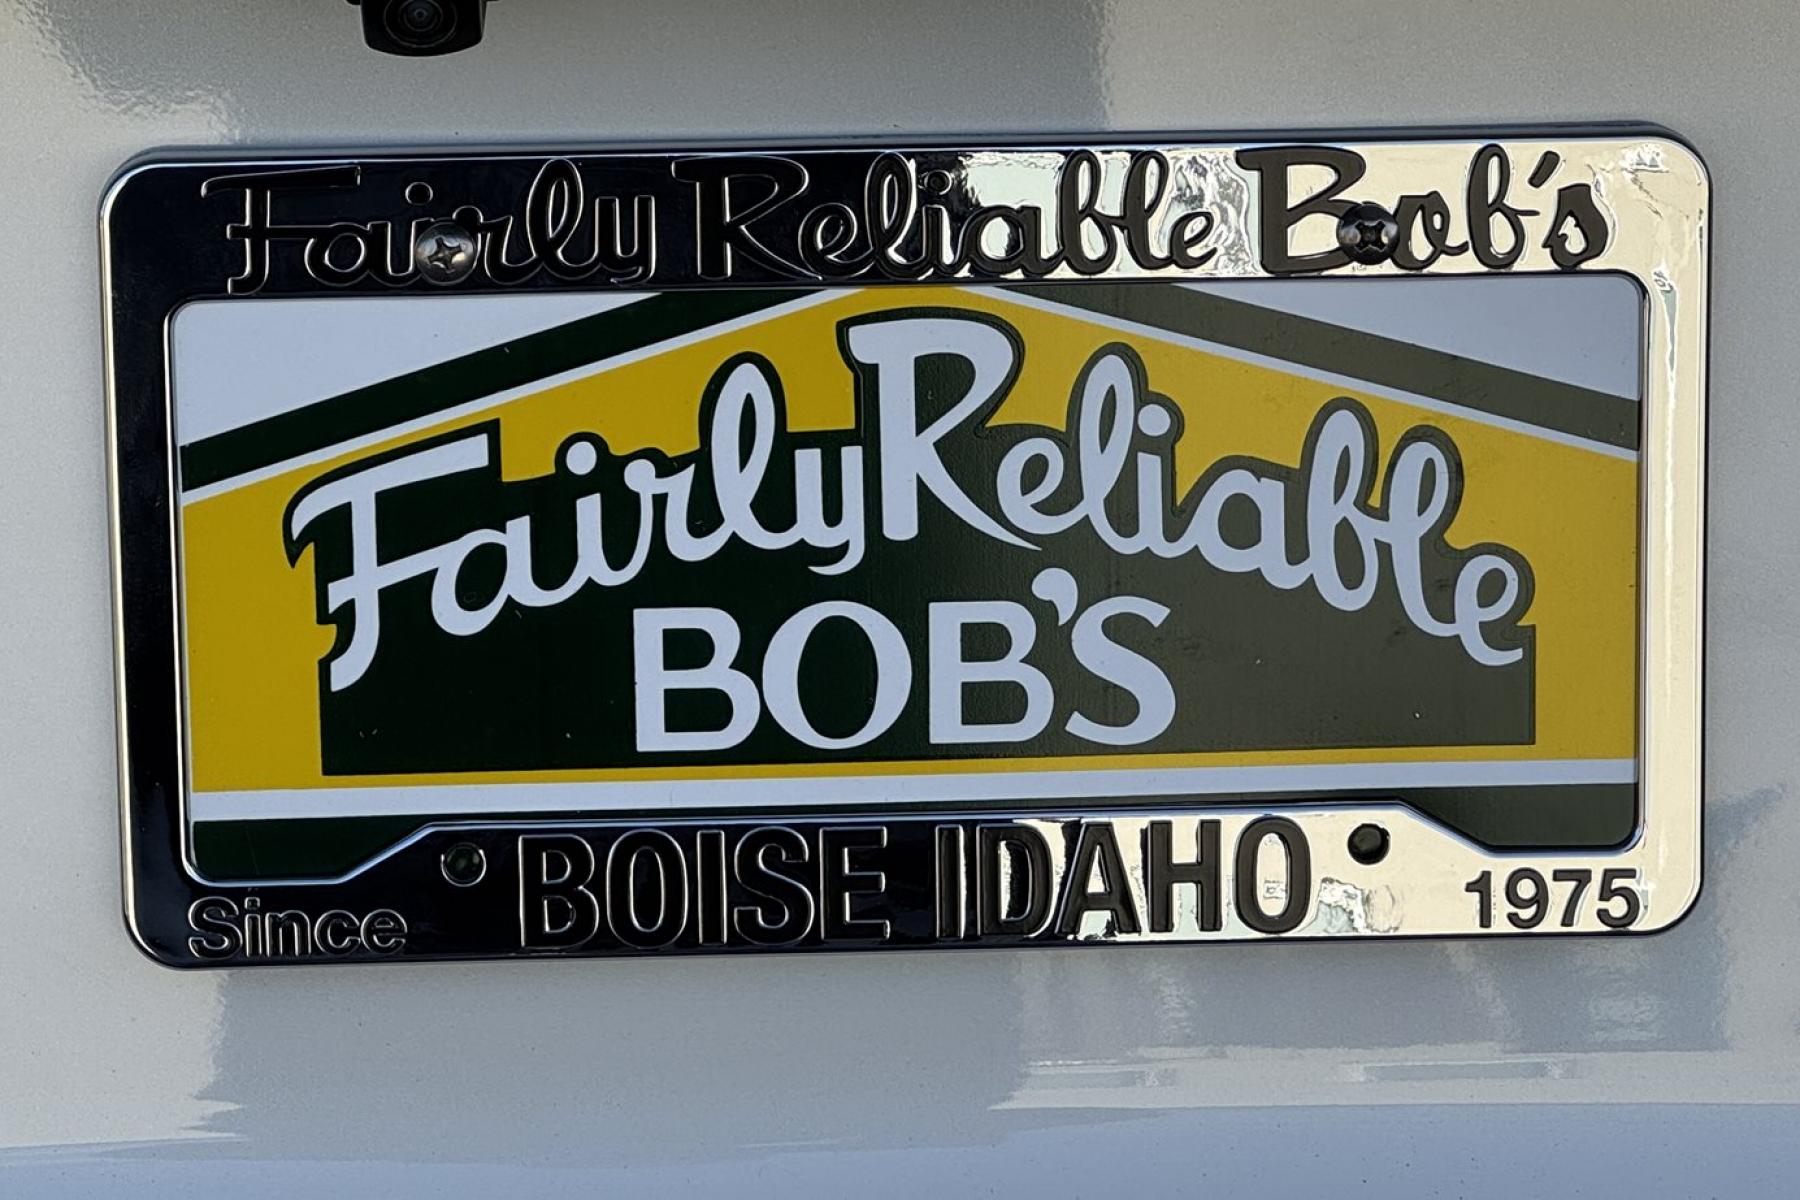 Fairly Reliable Bob's
Fairly Reliable
BOB'S
BOISE IDAHO
Since 1975